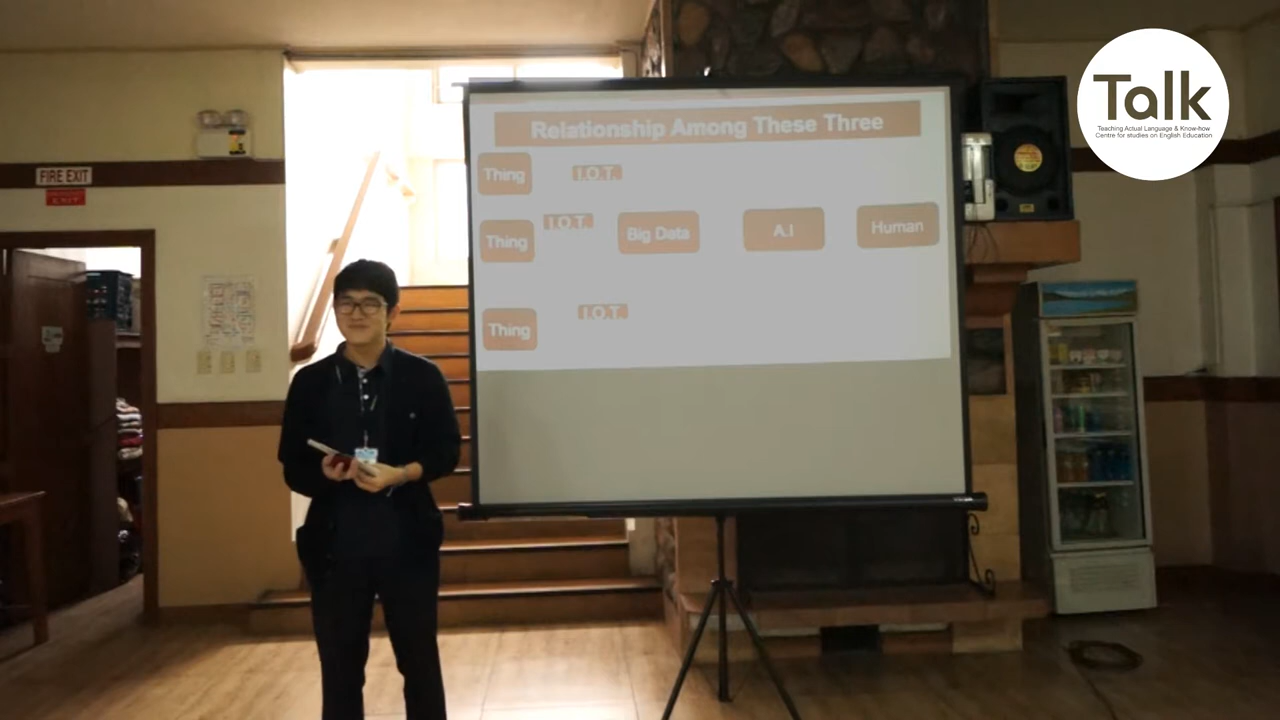 Talk
Teaching Actual Language & Know-how
Centre for studies on English Education
FIRE EXIT
EXIT
Relationship Among These Three
Thing
I.O.T.
Thing
I.O.T.
Big Data
A.I
Human
Thing
I.O.T.